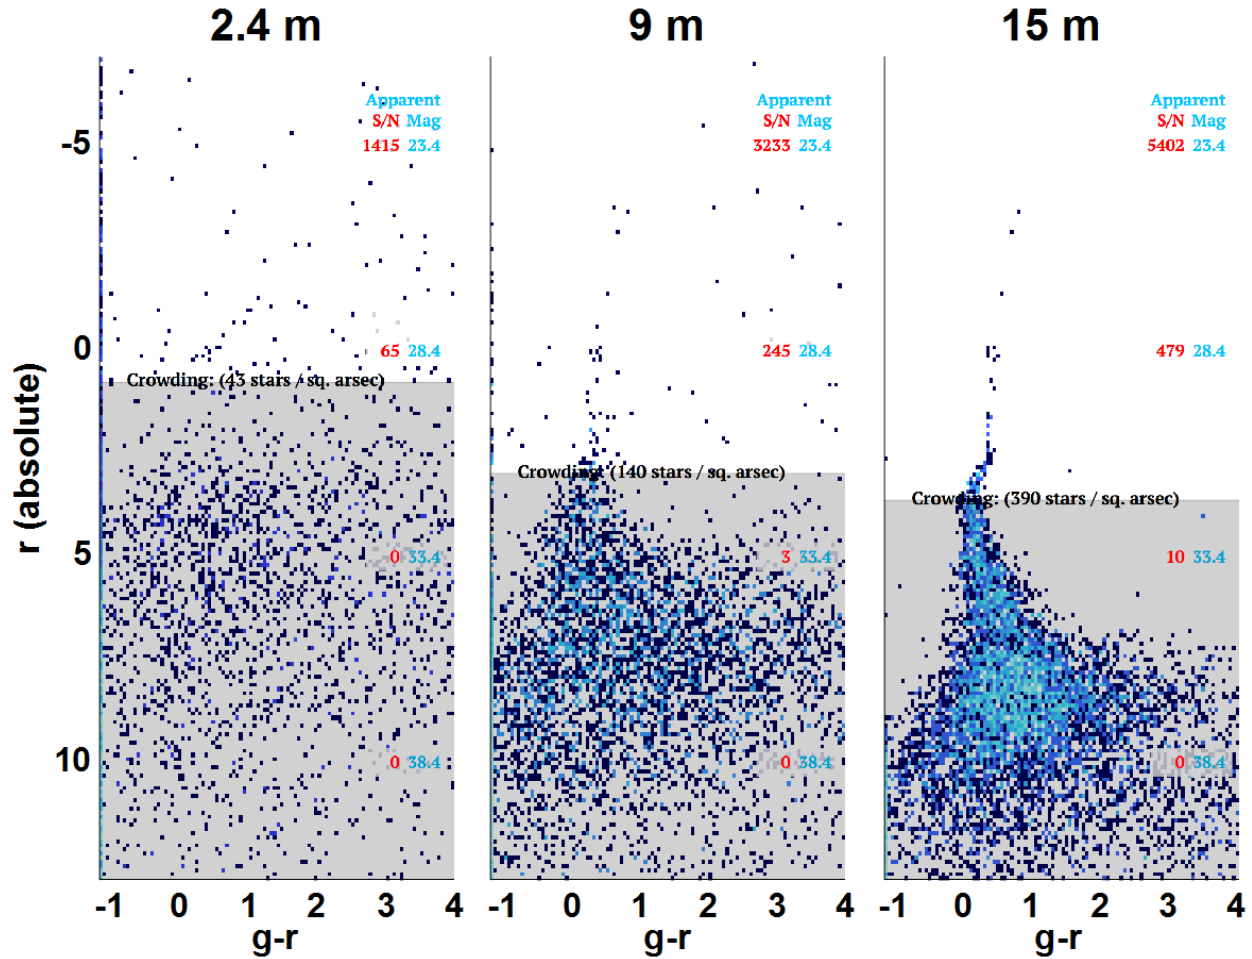 2.4 m
9 m
15 m
Apparent
S/N Mag
1415 23.4
65 28.4
Crowding: (43 stars / sq. arsec)
0 33.4
0 38.4
Apparent
S/N Mag
3233 23.4
245 28.4
Crowding: (140 stars / sq. arsec)
3 33.4
0 38.4
Apparent
S/N Mag
5402 23.4
479 28.4
Crowding: (390 stars / sq. arsec)
10 33.4
0 38.4
r (absolute)
-5
0
5
10
-1 0 1 2 3 4
g-r
-1 0 1 2 3 4
g-r
-1 0 1 2 3 4
g-r